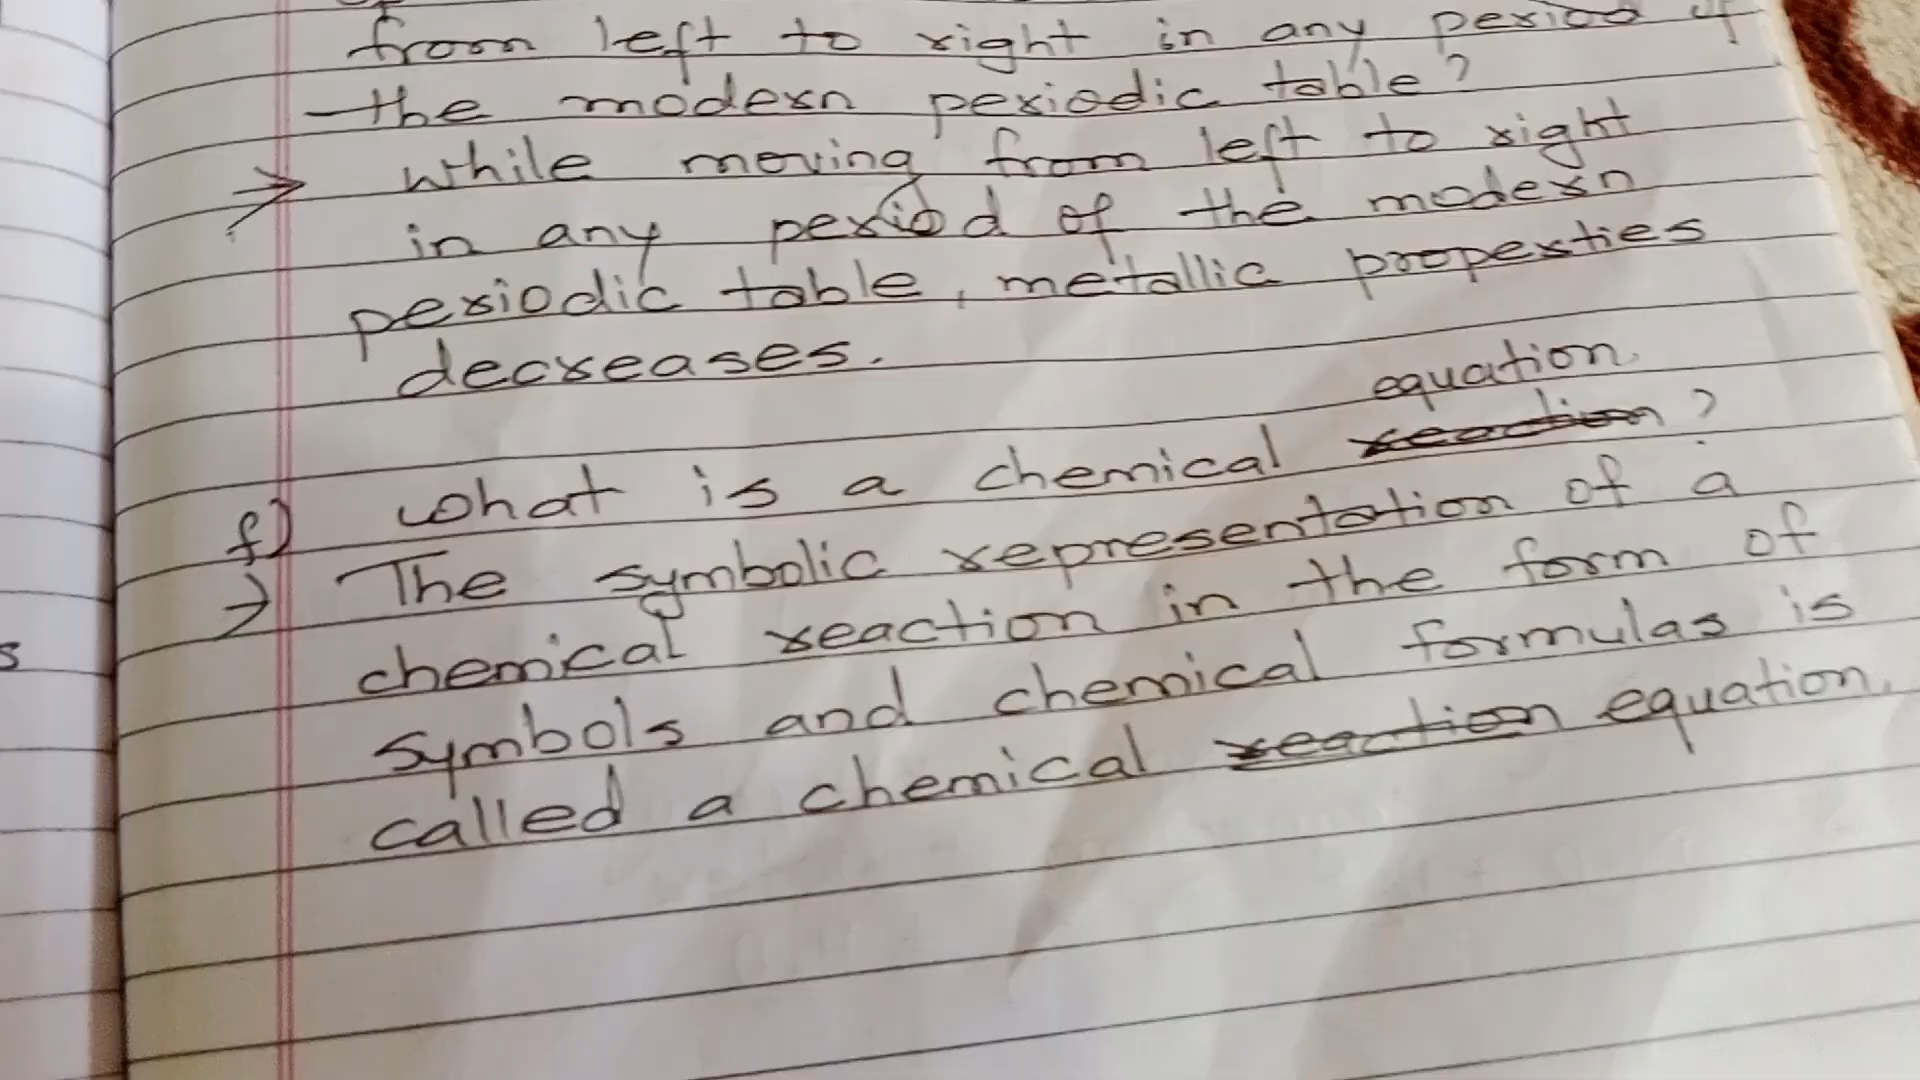 from left to right in any period of
the modern periodic table?
→ while moving from left to right
in any period of the modern
periodic table, metallic properties
decreases.
equation.
f) what is a chemical reaction?
→ The symbolic representation of a
chemical reaction in the form of
symbols and chemical formulas is
called a chemical reaction equation.
s